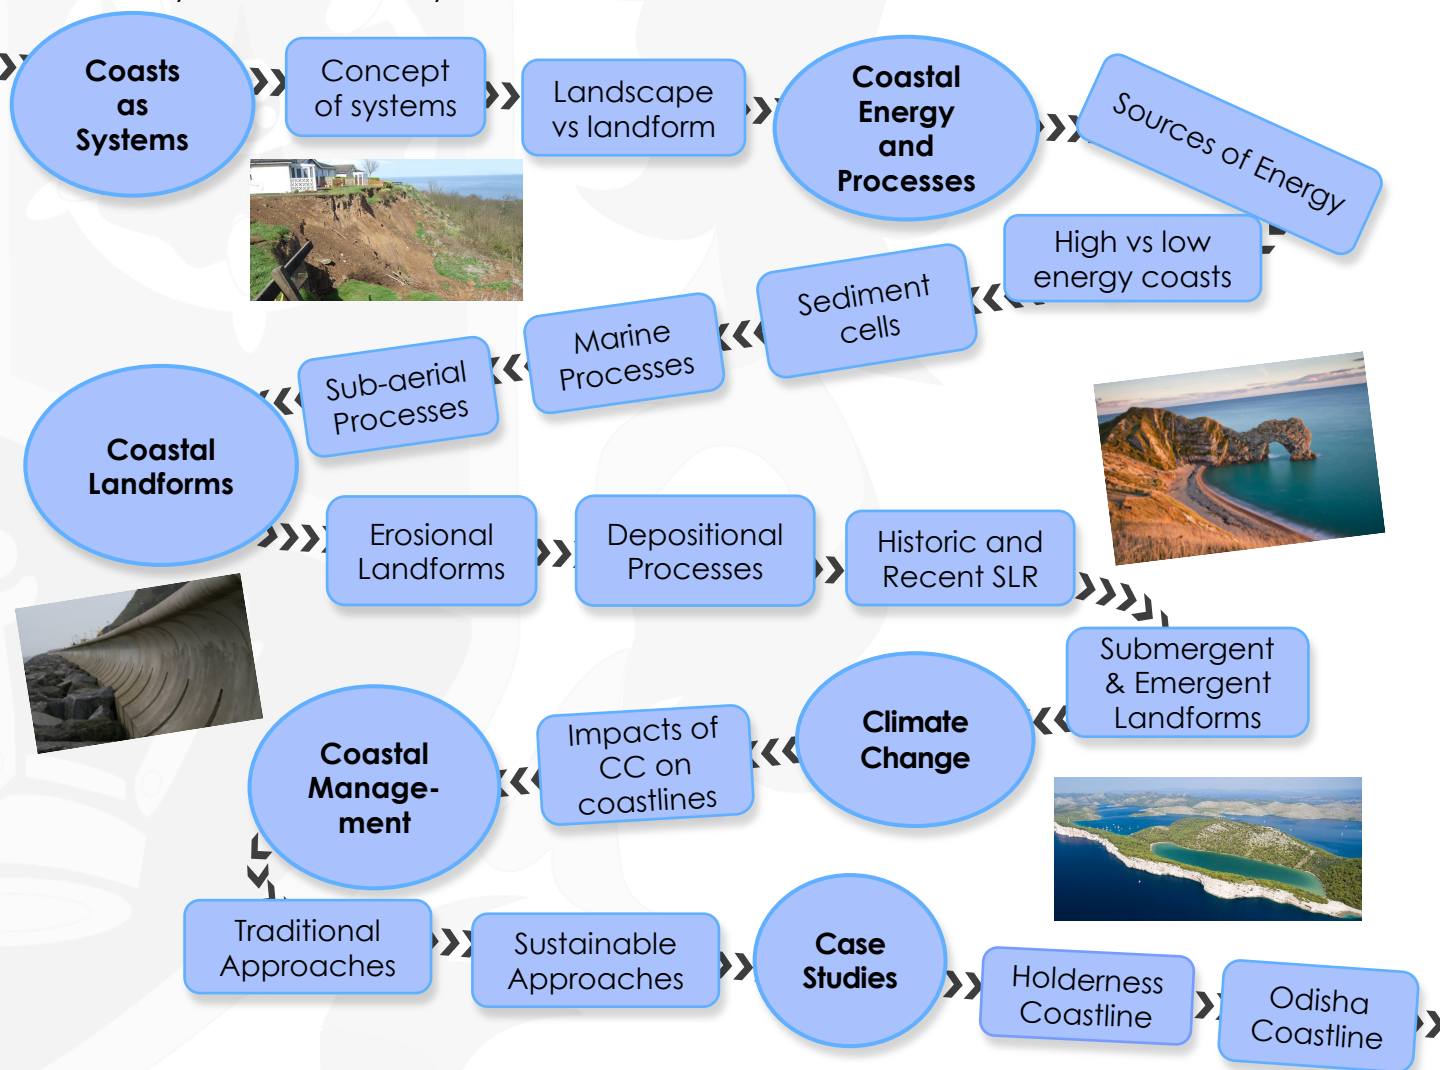 Coasts
as
Systems
Concept
of systems
Landscape
vs landform
Coastal
Energy
and
Processes
Sources of Energy
High vs low
energy coasts
Sediment
cells
Marine
Processes
Sub-aerial
Processes
Coastal
Landforms
Erosional
Landforms
Depositional
Processes
Historic and
Recent SLR
Submergent
& Emergent
Landforms
Climate
Change
Impacts of
CC on
coastlines
Coastal
Manage-
ment
Traditional
Approaches
Sustainable
Approaches
Case
Studies
Holderness
Coastline
Odisha
Coastline